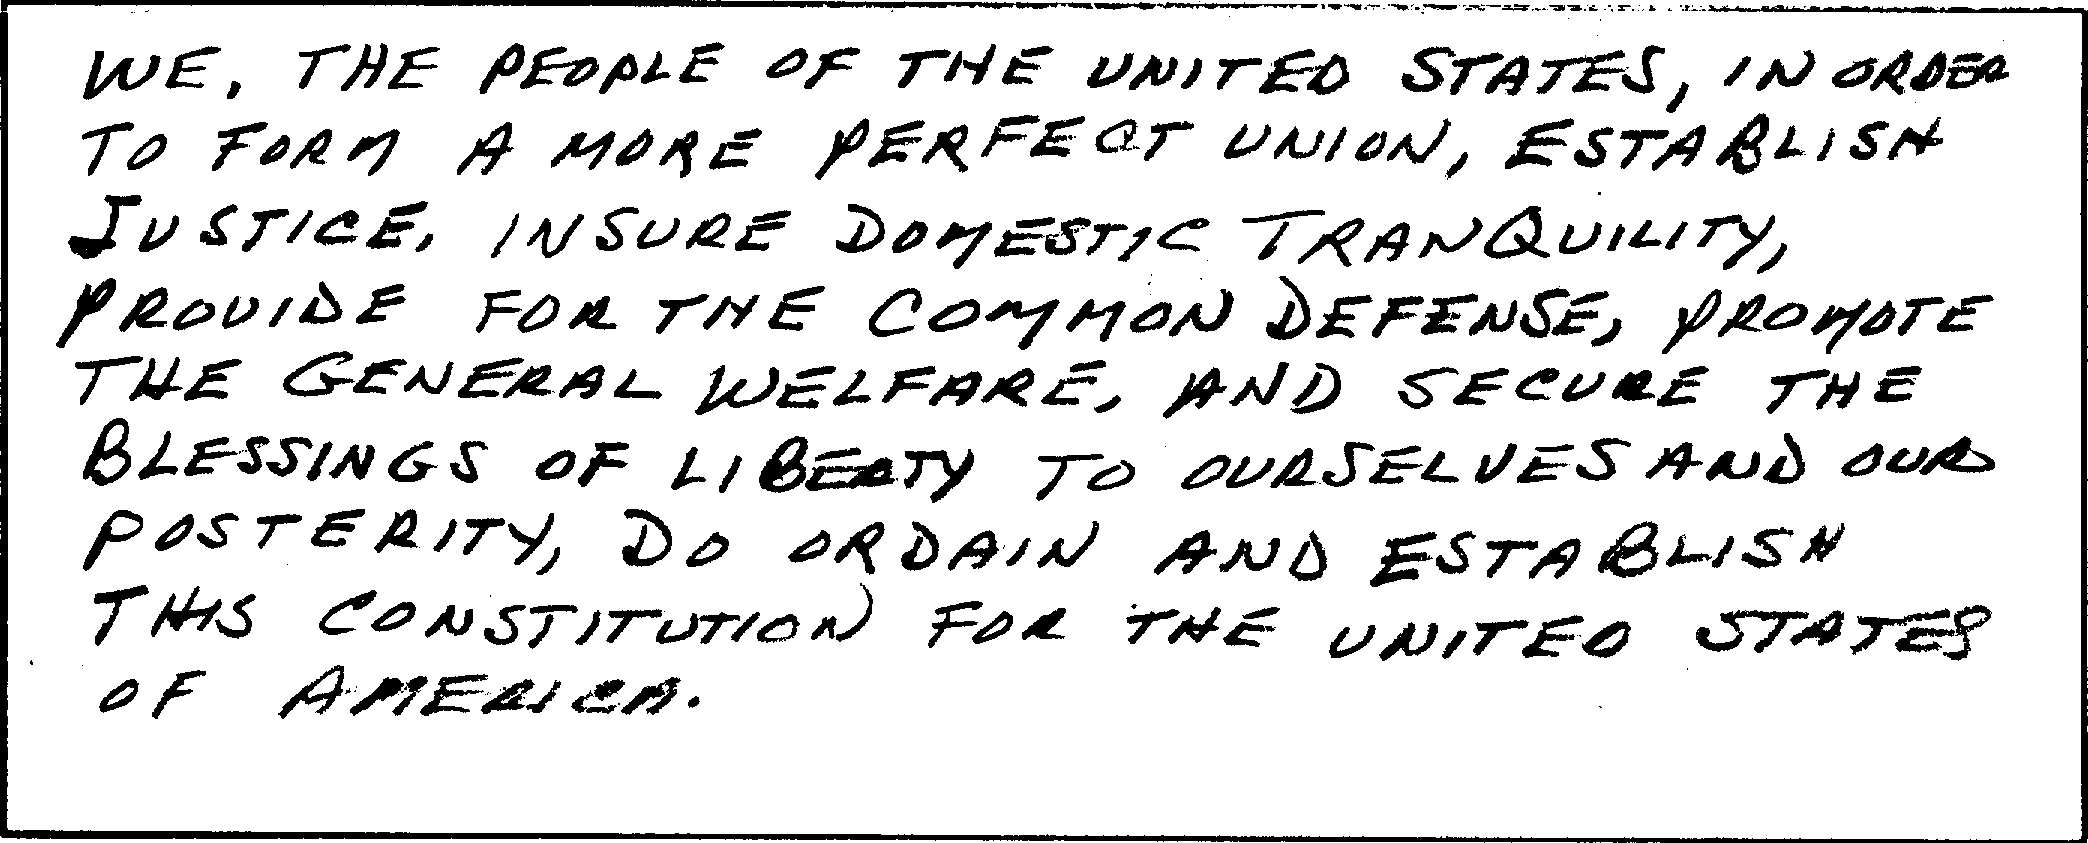 WE, THE PEOPLE OF THE UNITED STATES, IN ORDER
TO FORM A MORE PERFECT UNION, ESTABLISH
JUSTICE, INSURE DOMESTIC TRANQUILITY,
PROVIDE FOR THE COMMON DEFENSE, PROMOTE
THE GENERAL WELFARE, AND SECURE THE
BLESSINGS OF LIBERTY TO OURSELVES AND OUR
POSTERITY, DO ORDAIN AND ESTABLISH
THIS CONSTITUTION FOR THE UNITED STATES
OF AMERICA.